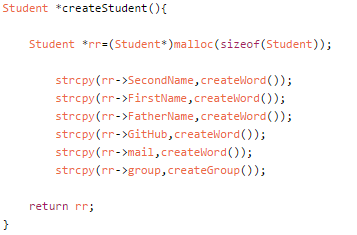 Student *createStudent(){
Student *rr=(Student*)malloc(sizeof(Student));
strcpy(rr->SecondName,createWord());
strcpy(rr->FirstName,createWord());
strcpy(rr->FatherName,createWord());
strcpy(rr->GitHub,createWord());
strcpy(rr->mail,createWord());
strcpy(rr->group,createGroup());
return rr;
}